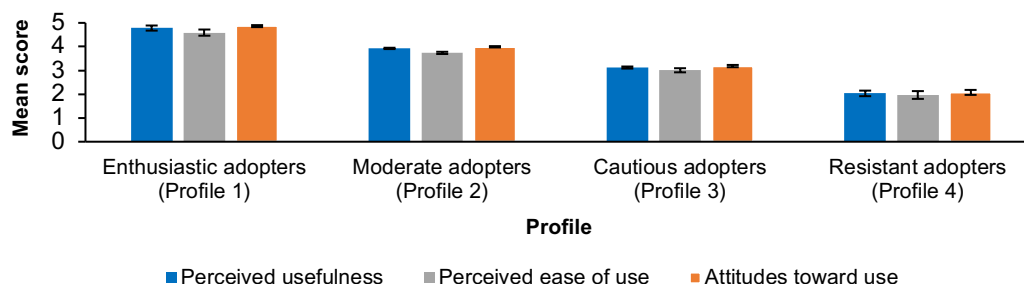 Mean score
5
4
3
2
1
0
Enthusiastic adopters
(Profile 1)
Moderate adopters
(Profile 2)
Cautious adopters
(Profile 3)
Resistant adopters
(Profile 4)
Profile
Perceived usefulness
Perceived ease of use
Attitudes toward use